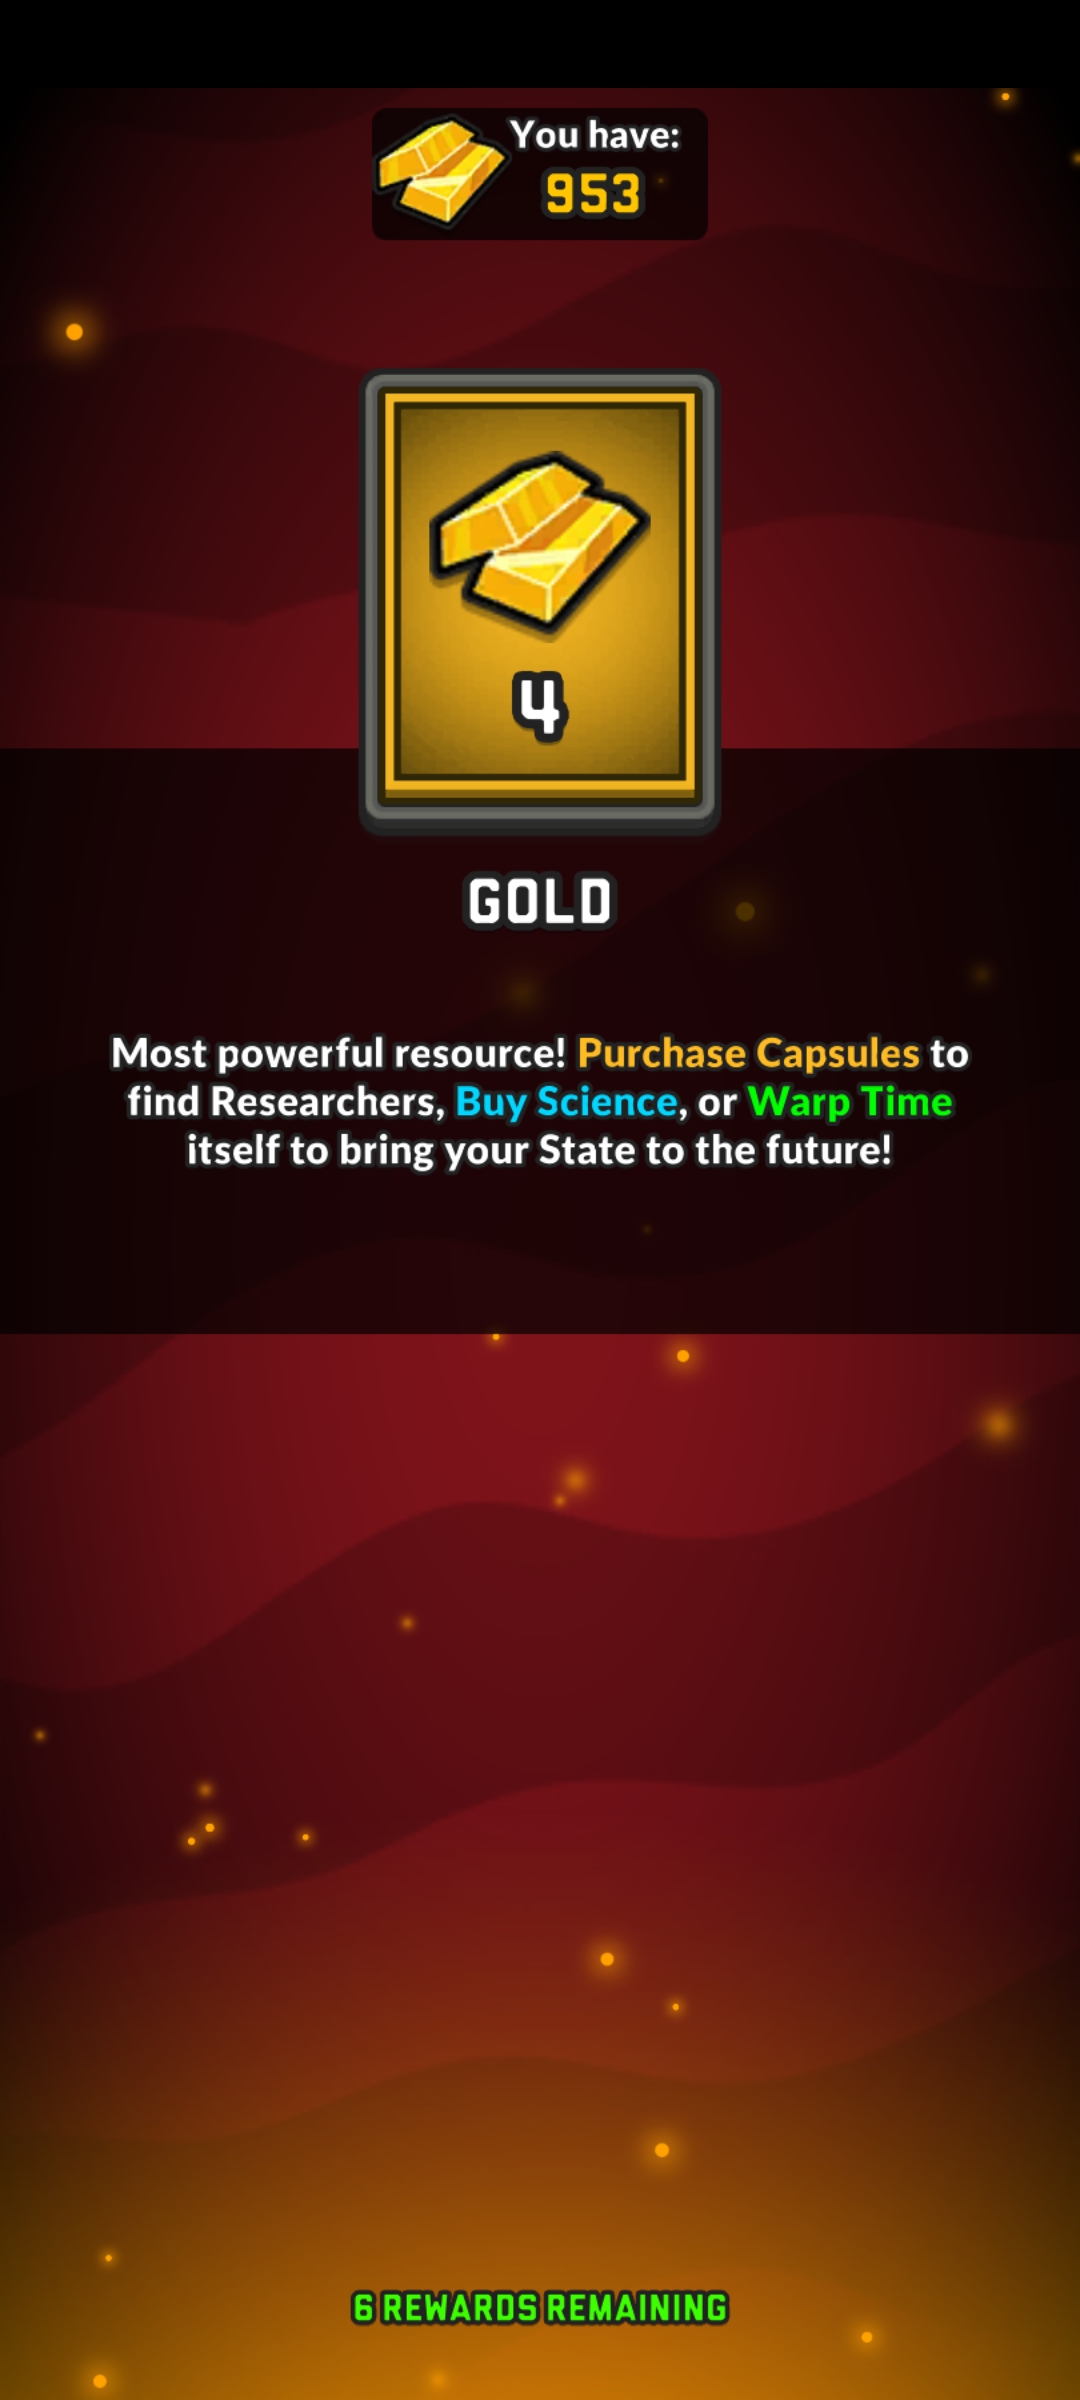 You have:
953
4
GOLD
Most powerful resource! Purchase Capsules to
find Researchers, Buy Science, or Warp Time
itself to bring your State to the future!
6 REWARDS REMAINING